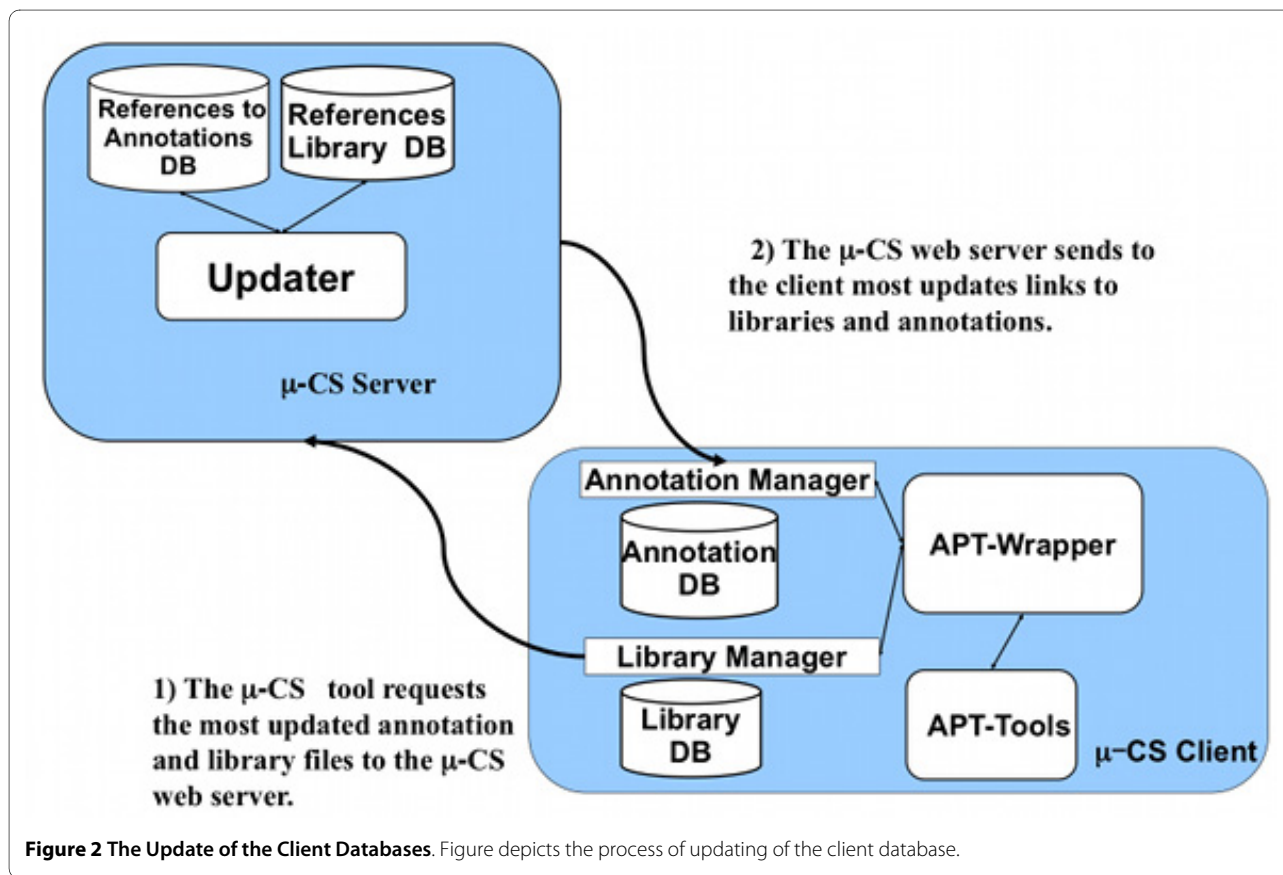 References to
Annotations
DB
References
Library DB
Updater
μ-CS Server
2) The μ-CS web server sends to
the client most updates links to
libraries and annotations.
Annotation Manager
Annotation
DB
APT-Wrapper
Library Manager
Library
DB
APT-Tools
μ-CS Client
1) The μ-CS tool requests
the most updated annotation
and library files to the μ-CS
web server.
Figure 2 The Update of the Client Databases. Figure depicts the process of updating of the client database.